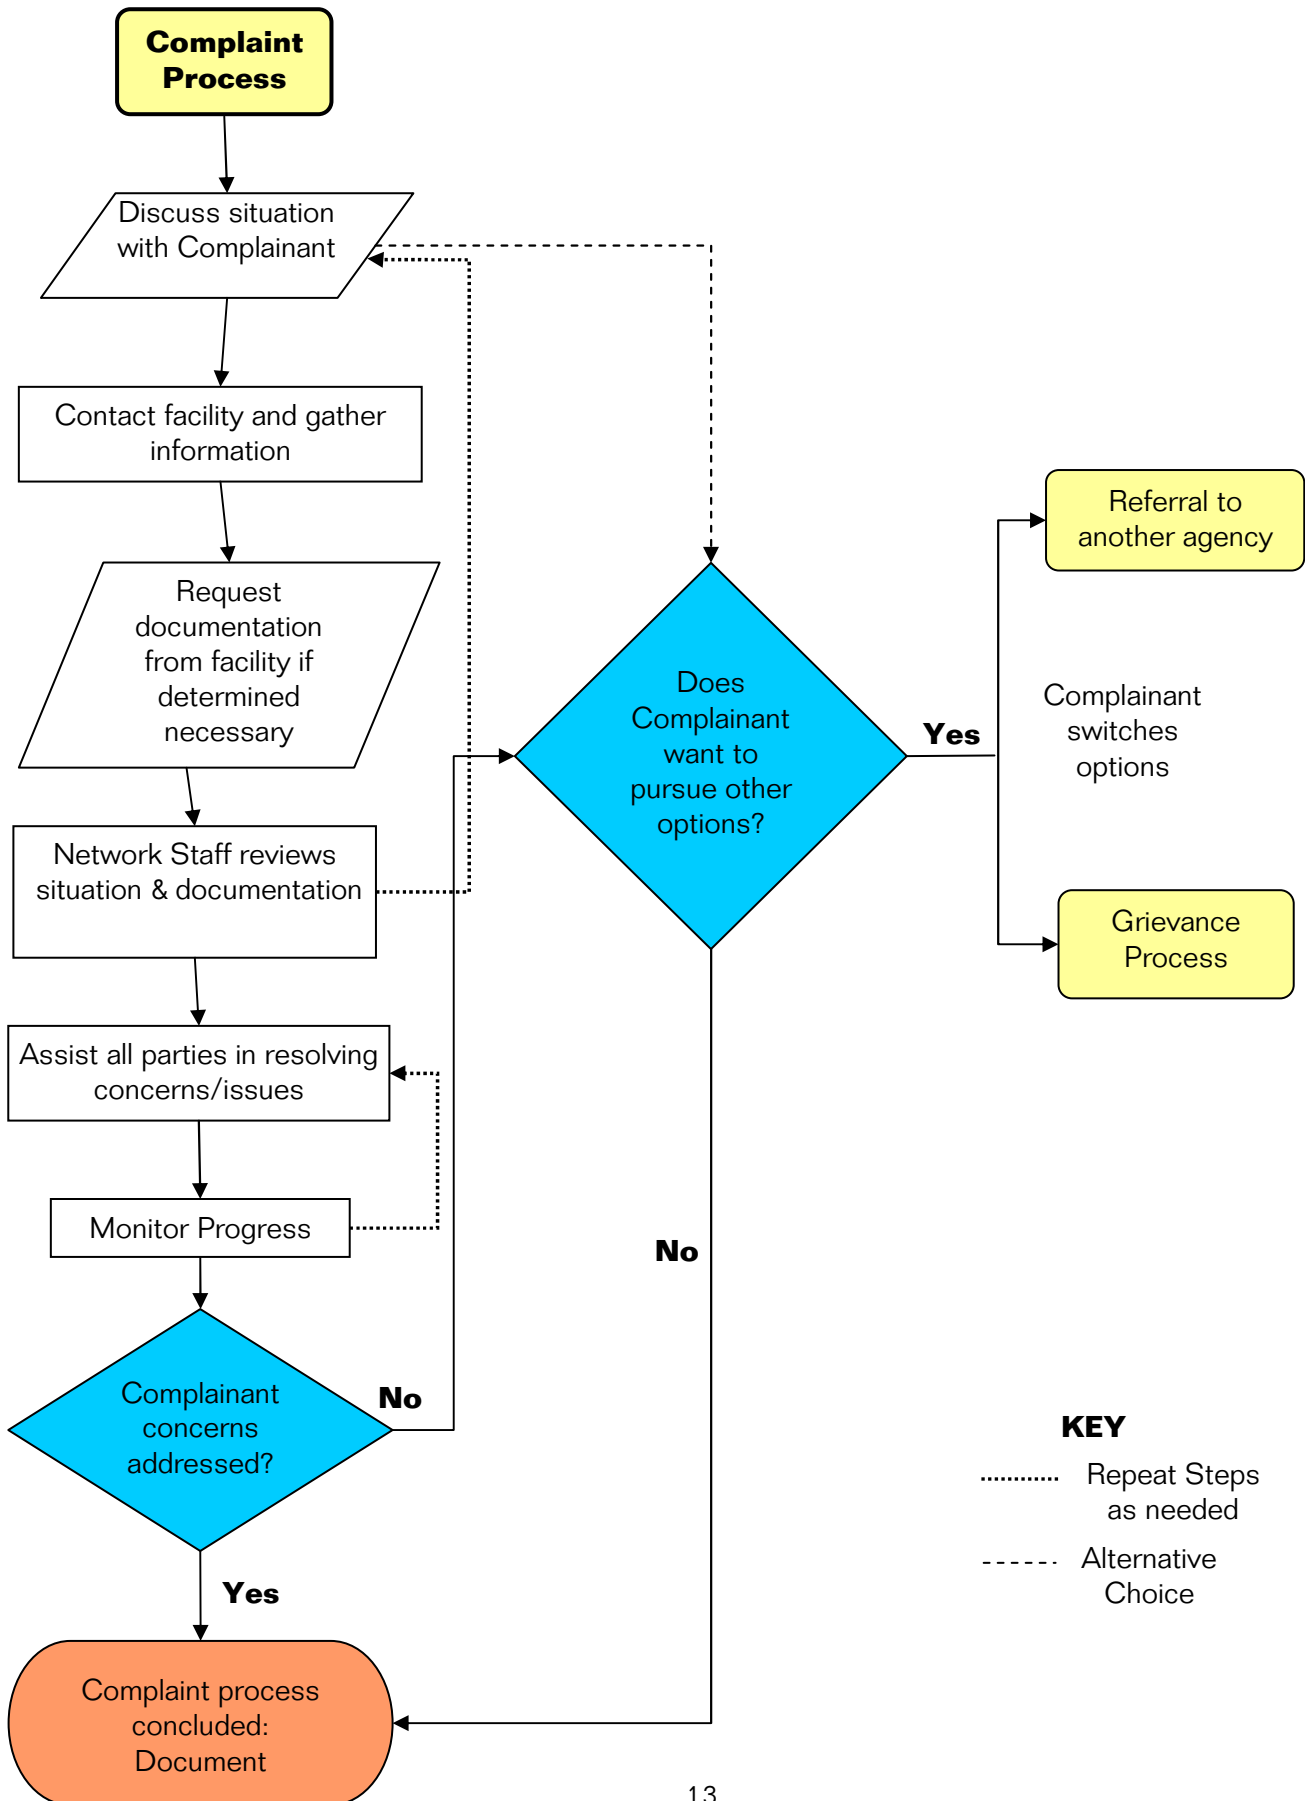 Complaint
Process
Discuss situation
with Complainant
Contact facility and gather
information
Request
documentation
from facility if
determined
necessary
Network Staff reviews
situation & documentation
Assist all parties in resolving
concerns/issues
Monitor Progress
Complainant
concerns
addressed?
No
Yes
Complaint process
concluded:
Document
Does
Complainant
want to
pursue other
options?
Yes
No
Referral to
another agency
Complainant
switches
options
Grievance
Process
KEY
Repeat Steps
as needed
Alternative
Choice
13